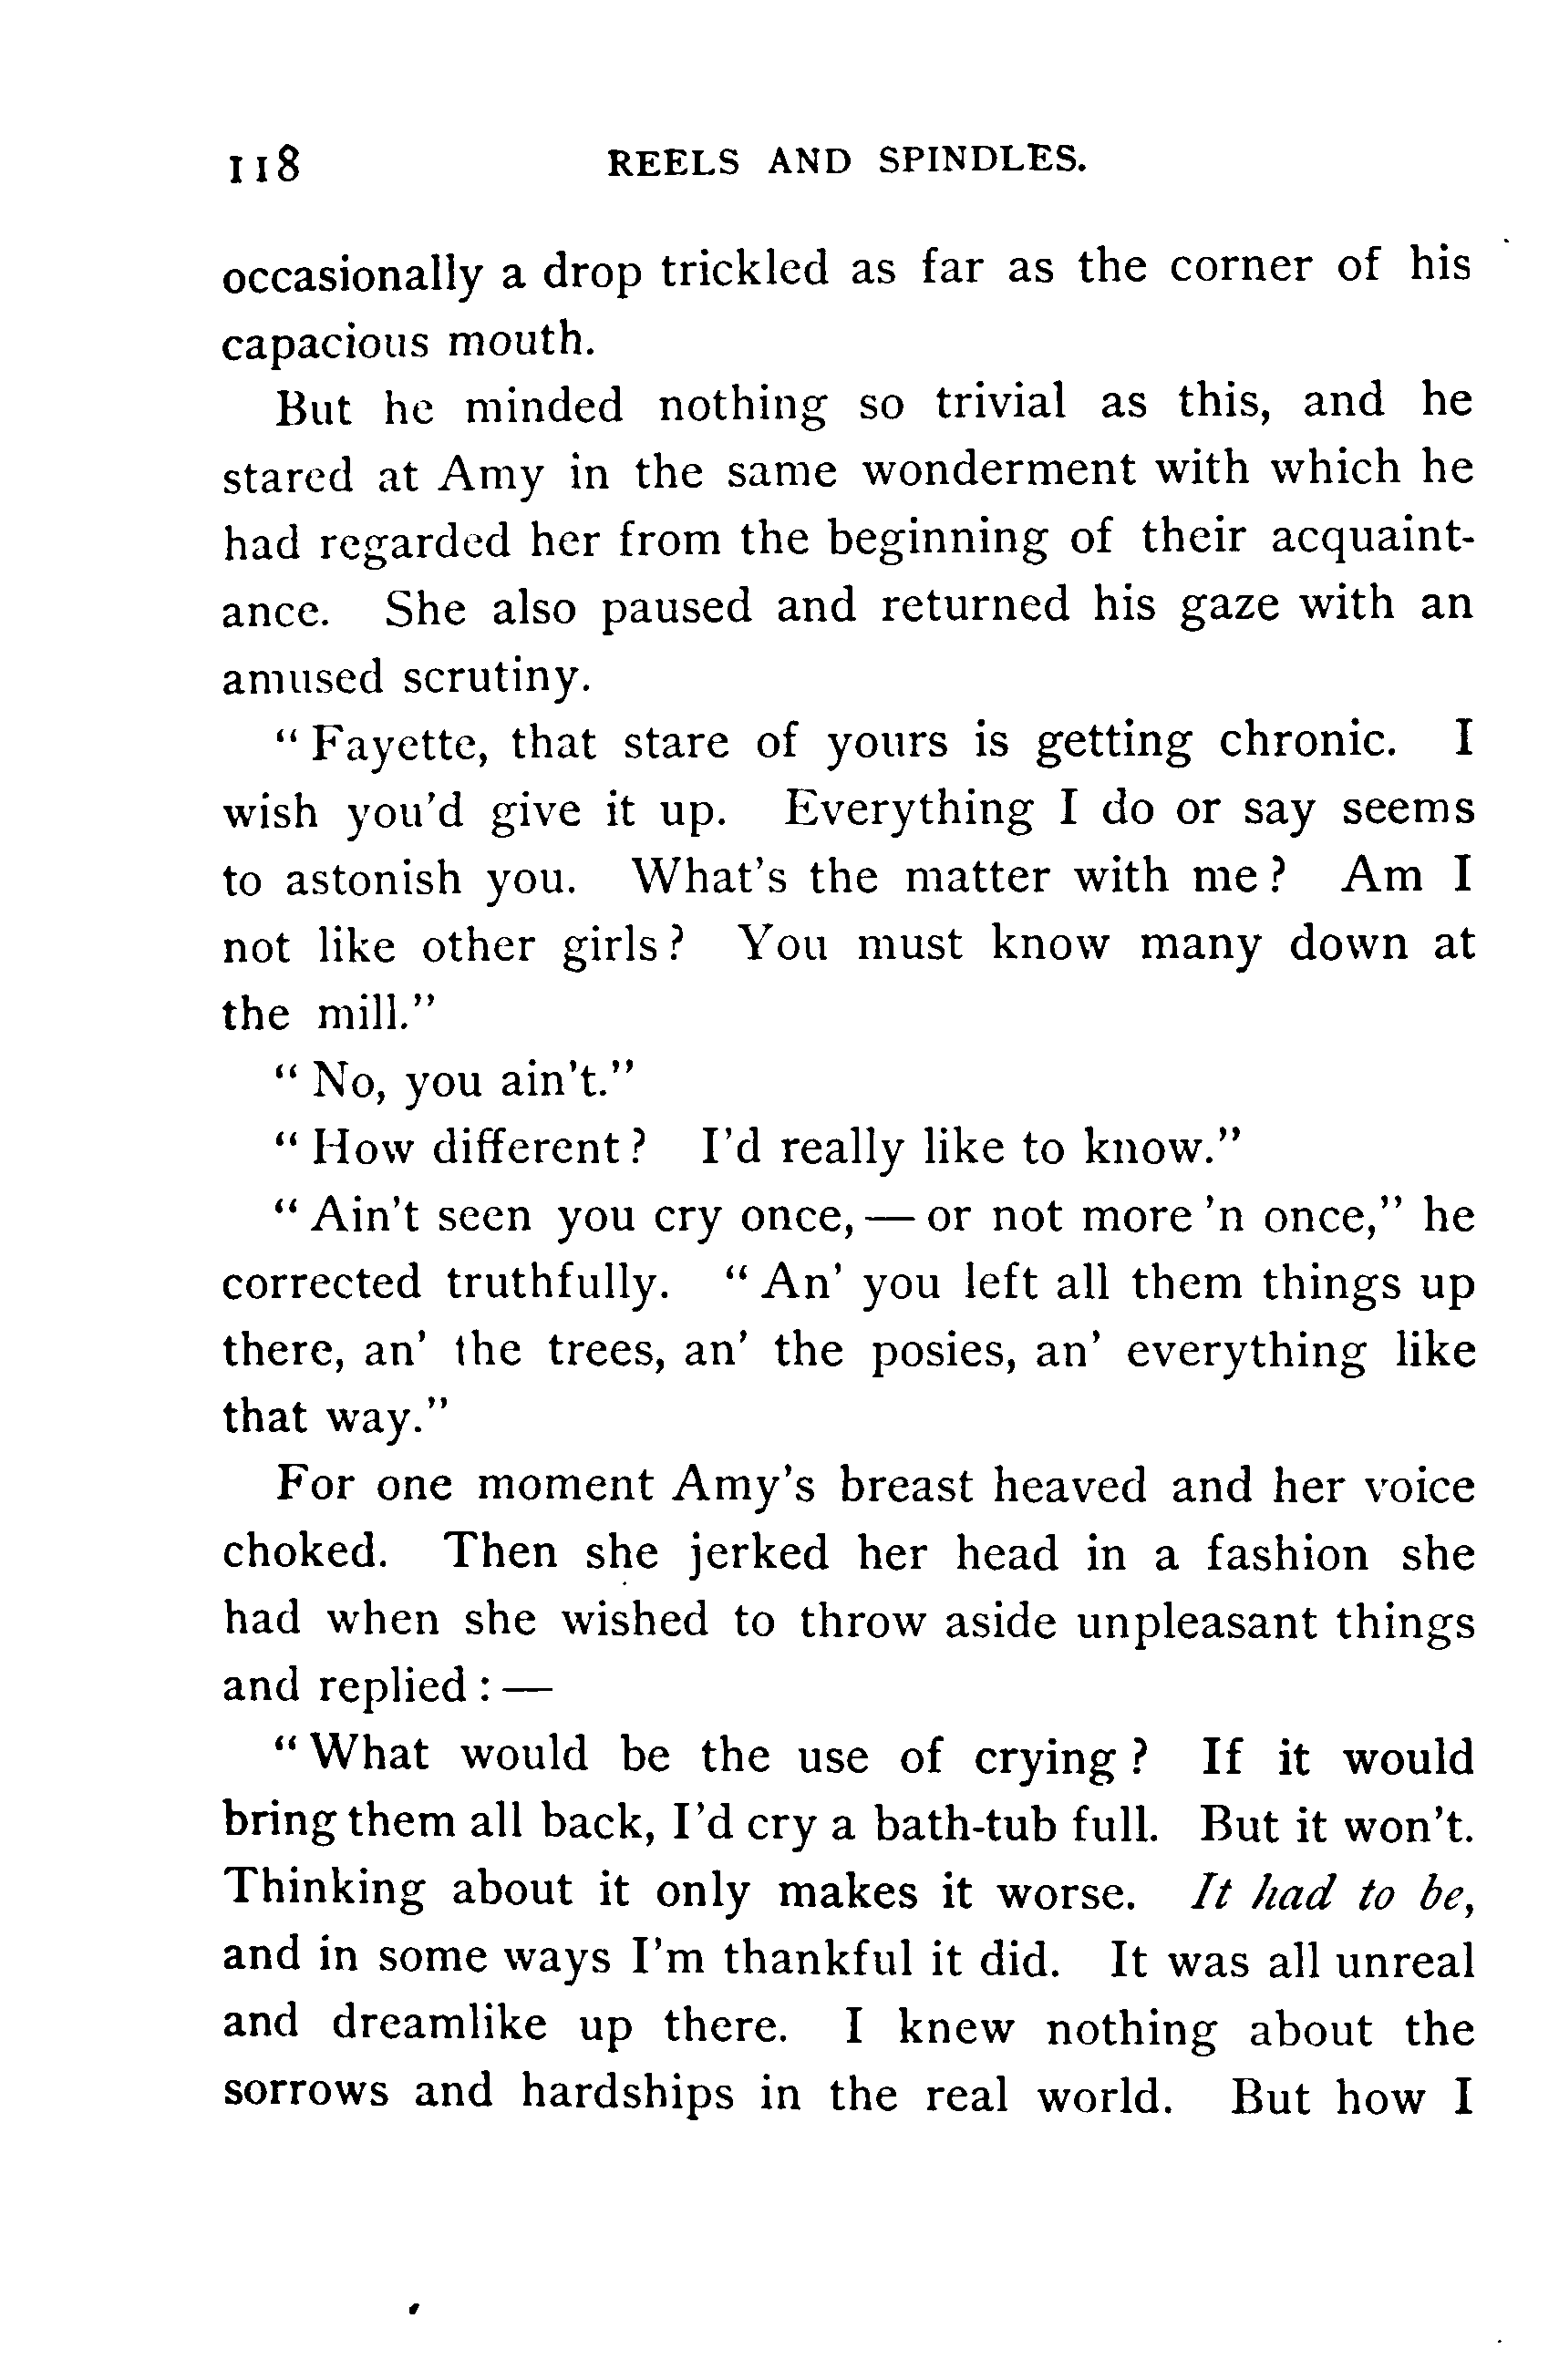 118 REELS AND SPINDLES.
occasionally a drop trickled as far as the corner of his
capacious mouth.
But he minded nothing so trivial as this, and he
stared at Amy in the same wonderment with which he
had regarded her from the beginning of their acquaint-
ance. She also paused and returned his gaze with an
amused scrutiny.
“Fayette, that stare of yours is getting chronic. I
wish you’d give it up. Everything I do or say seems
to astonish you. What’s the matter with me? Am I
not like other girls? You must know many down at
the mill.”
“No, you ain’t.”
“How different? I’d really like to know.”
“Ain’t seen you cry once,—or not more ’n once,” he
corrected truthfully. “An’ you left all them things up
there, an’ the trees, an’ the posies, an’ everything like
that way.”
For one moment Amy’s breast heaved and her voice
choked. Then she jerked her head in a fashion she
had when she wished to throw aside unpleasant things
and replied:—
“What would be the use of crying? If it would
bring them all back, I’d cry a bath-tub full. But it won’t.
Thinking about it only makes it worse. It had to be,
and in some ways I’m thankful it did. It was all unreal
and dreamlike up there. I knew nothing about the
sorrows and hardships in the real world. But how I